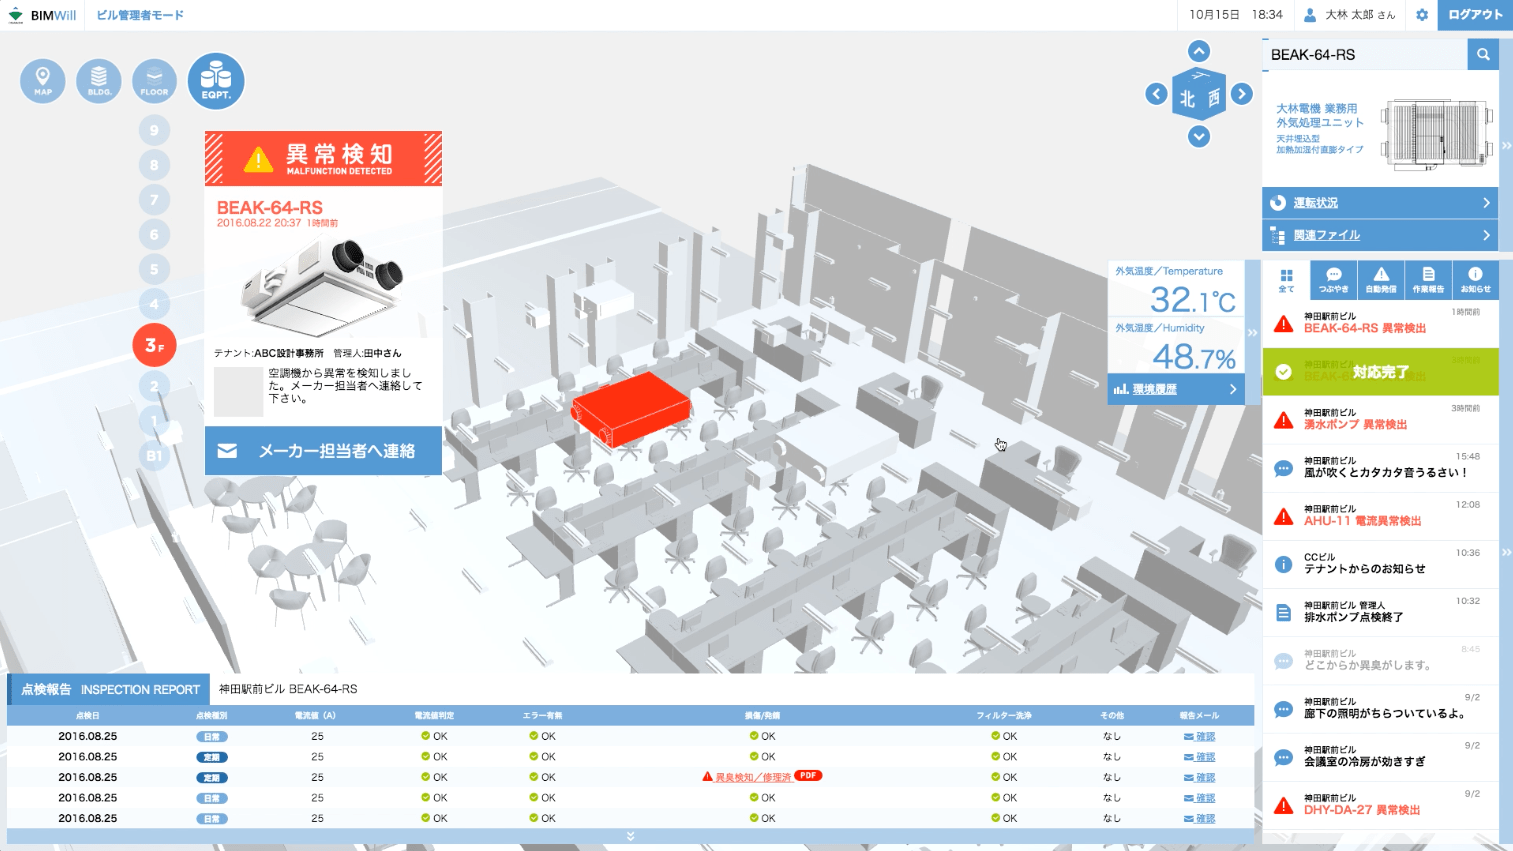 BIMWill
ビル管理者モード
10月15日 18:34
大林 太郎 さん
ログアウト
MAP
BLDG.
FLOOR
EQPT.
9
8
7
6
5
4
3F
2
1
B1
異常検知
MALFUNCTION DETECTED
BEAK-64-RS
2016.08.22 20:37 1時間前
テナント:ABC設計事務所 管理人:田中さん
空調機から異常を検知しまし
た。メーカー担当者へ連絡して
下さい。
メーカー担当者へ連絡
北 西
外気温度／Temperature
32.1℃
外気湿度／Humidity
48.7%
環境履歴
BEAK-64-RS
大林電機 業務用
外気処理ユニット
天井埋込型
加熱加湿付直膨タイプ
運転状況
関連ファイル
全て
つぶやき
自動発信
作業報告
お知らせ
神田駅前ビル
1時間前
BEAK-64-RS 異常検出
対応完了
神田駅前ビル
3時間前
湧水ポンプ 異常検出
神田駅前ビル
15:48
風が吹くとカタカタ音うるさい！
神田駅前ビル
12:08
AHU-11 電流異常検出
CCビル
10:36
テナントからのお知らせ
神田駅前ビル 管理人
10:32
排水ポンプ点検終了
神田駅前ビル
8:45
どこからか異臭がします。
神田駅前ビル
9/2
廊下の照明がちらついているよ。
神田駅前ビル
9/2
会議室の冷房が効きすぎ
神田駅前ビル
9/2
DHY-DA-27 異常検出
点検報告 INSPECTION REPORT 神田駅前ビル BEAK-64-RS
点検日 点検種別 電流値（A） 電流値判定 エラー有無 損傷/発錆 フィルター洗浄 その他 報告メール
2016.08.25 日常 25 OK OK OK OK なし 確認
2016.08.25 定期 25 OK OK OK OK なし 確認
2016.08.25 定期 25 OK OK 異臭検知／修理済 PDF OK なし 確認
2016.08.25 日常 25 OK OK OK OK なし 確認
2016.08.25 日常 25 OK OK OK OK なし 確認